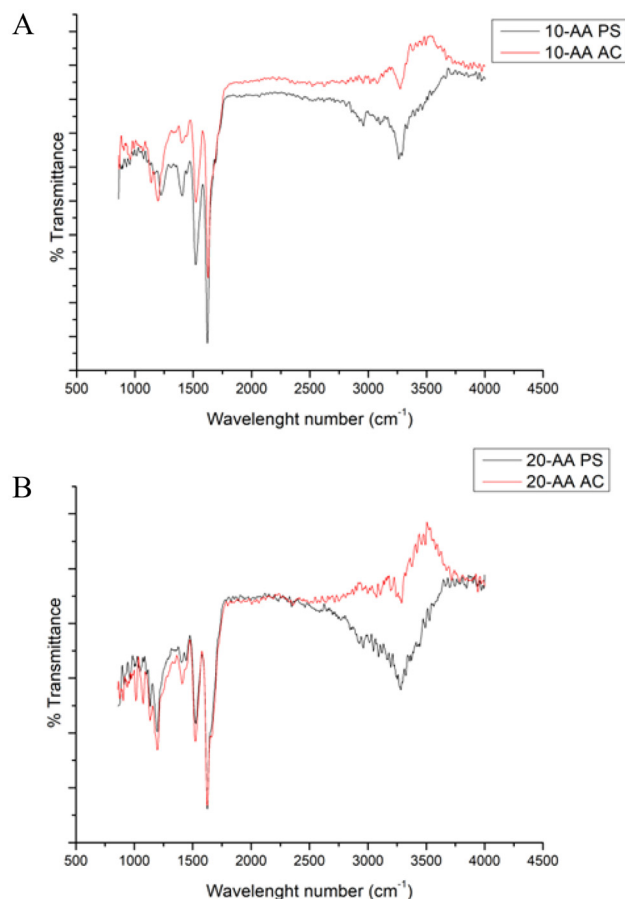 A
10-AA PS
10-AA AC
% Transmittance
500 1000 1500 2000 2500 3000 3500 4000 4500
Wavelenght number (cm⁻¹)
B
20-AA PS
20-AA AC
% Transmittance
500 1000 1500 2000 2500 3000 3500 4000 4500
Wavelenght number (cm⁻¹)